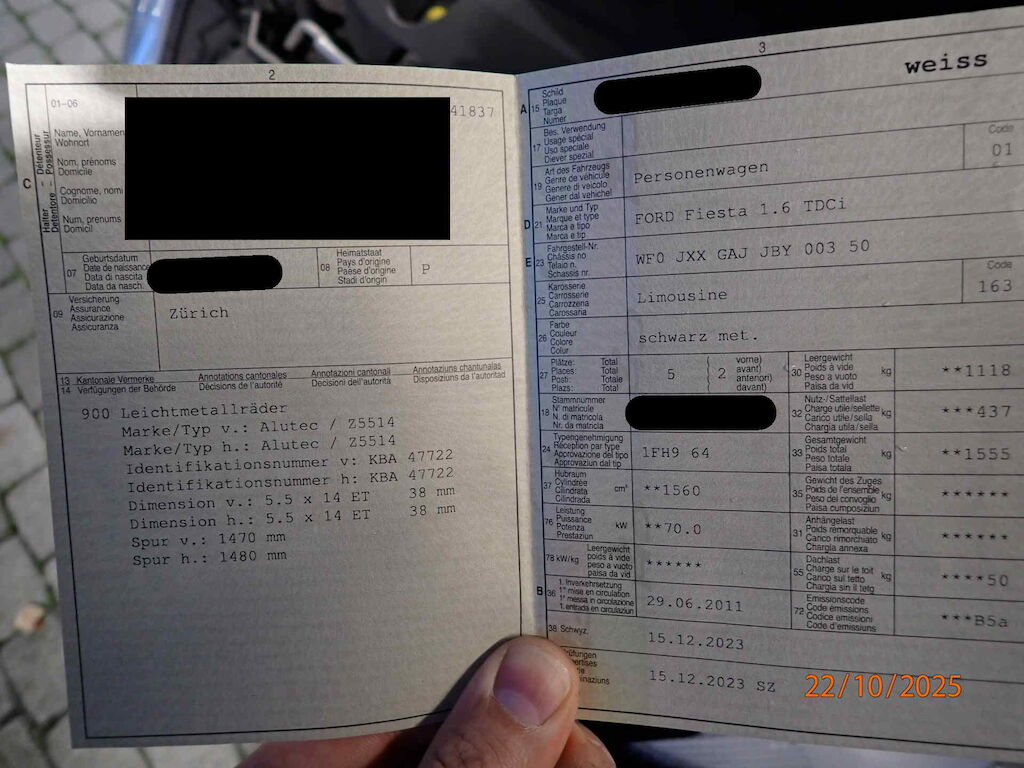 2
01-06
41837
C
Halter – Détenteur
Detentore – Possessur
Name, Vornamen
Wohnort
Nom, prénoms
Domicile
Cognome, nomi
Domicilio
Num, prenums
Domicil
07
Geburtsdatum
Date de naissance
Data di nascita
Data da nasch.
08
Heimatstaat
Pays d'origine
Paese d'origine
Stadi d'origin
P
09
Versicherung
Assurance
Assicurazione
Assicuranza
Zürich
13 Kantonale Vermerke
14 Verfügungen der Behörde
Annotations cantonales
Décisions de l'autorité
Annotazioni cantonali
Decisioni dell'autorità
Annotaziuns chantunalas
Disposiziuns da l'autoritad
900 Leichtmetallräder
Marke/Typ v.: Alutec / Z5514
Marke/Typ h.: Alutec / Z5514
Identifikationsnummer v: KBA 47722
Identifikationsnummer h: KBA 47722
Dimension v.: 5.5 x 14 ET 38 mm
Dimension h.: 5.5 x 14 ET 38 mm
Spur v.: 1470 mm
Spur h.: 1480 mm
3
weiss
A 15
Schild
Plaque
Targa
Numer
17
Bes. Verwendung
Usage spécial
Uso speciale
Diever spezial
Code
01
19
Art des Fahrzeugs
Genre de véhicule
Genere di veicolo
Gener dal vehichel
Personenwagen
D 21
Marke und Typ
Marque et type
Marca e tipo
Marca e tip
FORD Fiesta 1.6 TDCi
E 23
Fahrgestell-Nr.
Châssis no
Telaio n.
Schassis nr.
WF0 JXX GAJ JBY 003 50
25
Karosserie
Carrosserie
Carrozzeria
Carossaria
Limousine
Code
163
26
Farbe
Couleur
Colore
Colur
schwarz met.
27
Plätze: Total
Places: Total
Posti: Totale
Plazs: Total
5
( 2
vorne)
avant)
anteriori)
davant)
30
Leergewicht
Poids à vide
Peso a vuoto
Paisa da vid
kg
**1118
18
Stammnummer
N° matricule
N. di matricola
Nr. da matricla
32
Nutz-/Sattellast
Charge utile/sellette
Carico utile/sella
Chargia utila/sella
kg
***437
24
Typengenehmigung
Réception par type
Approvazione del tipo
Approvaziun dal tip
1FH9 64
33
Gesamtgewicht
Poids total
Peso totale
Paisa totala
kg
**1555
37
Hubraum
Cylindrée
Cilindrata
Cilindrada
cm³
**1560
35
Gewicht des Zuges
Poids de l'ensemble
Peso del convoglio
Paisa cumposiziun
kg
******
76
Leistung
Puissance
Potenza
Prestaziun
kW
**70.0
31
Anhängelast
Poids remorquable
Carico rimorchiato
Chargia annexa
kg
******
78 kW/kg
Leergewicht
poids à vide
peso a vuoto
paisa da vid
******
55
Dachlast
Charge sur le toit
Carico sul tetto
Chargia sin il tetg
kg
****50
B 36
1. Inverkehrsetzung
1re mise en circulation
1a messa in circolazione
1. entrada en circulaziun
29.06.2011
72
Emissionscode
Code émissions
Codice emissioni
Code d'emissiuns
***B5a
38 Schwyz,
15.12.2023
15.12.2023 SZ
22/10/2025